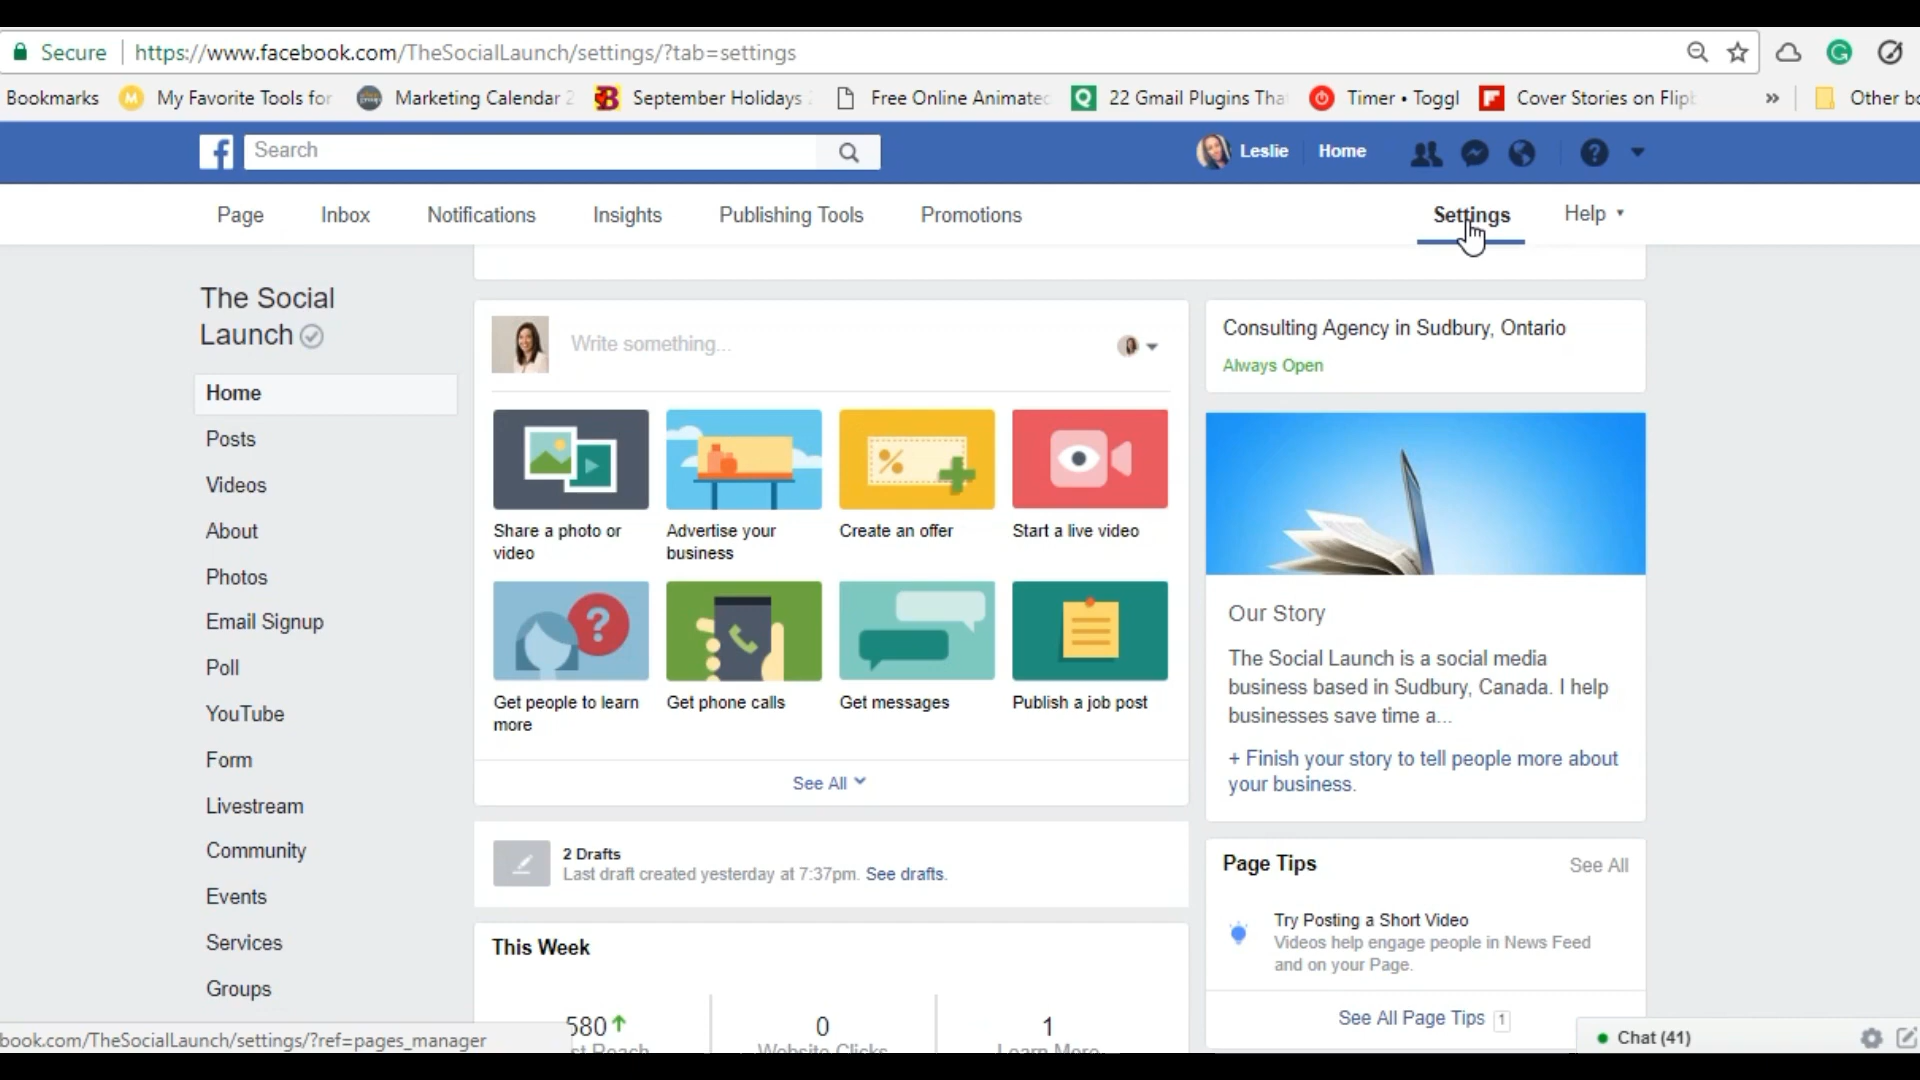 Secure https://www.facebook.com/TheSocialLaunch/settings/?tab=settings
Bookmarks My Favorite Tools for Marketing Calendar 2 September Holidays Free Online Animated 22 Gmail Plugins Tha Timer • Toggl Cover Stories on Flipb » Other bo
Search Leslie Home
Page Inbox Notifications Insights Publishing Tools Promotions Settings Help
The Social
Launch
Home
Posts
Videos
About
Photos
Email Signup
Poll
YouTube
Form
Livestream
Community
Events
Services
Groups
Write something...
Share a photo or
video
Advertise your
business
Create an offer
Start a live video
Get people to learn
more
Get phone calls
Get messages
Publish a job post
See All
2 Drafts
Last draft created yesterday at 7:37pm. See drafts.
This Week
580
st Reach
0
Website Clicks
1
Learn More
Consulting Agency in Sudbury, Ontario
Always Open
Our Story
The Social Launch is a social media
business based in Sudbury, Canada. I help
businesses save time a...
+ Finish your story to tell people more about
your business.
Page Tips See All
Try Posting a Short Video
Videos help engage people in News Feed
and on your Page.
See All Page Tips 1
Chat (41)
book.com/TheSocialLaunch/settings/?ref=pages_manager